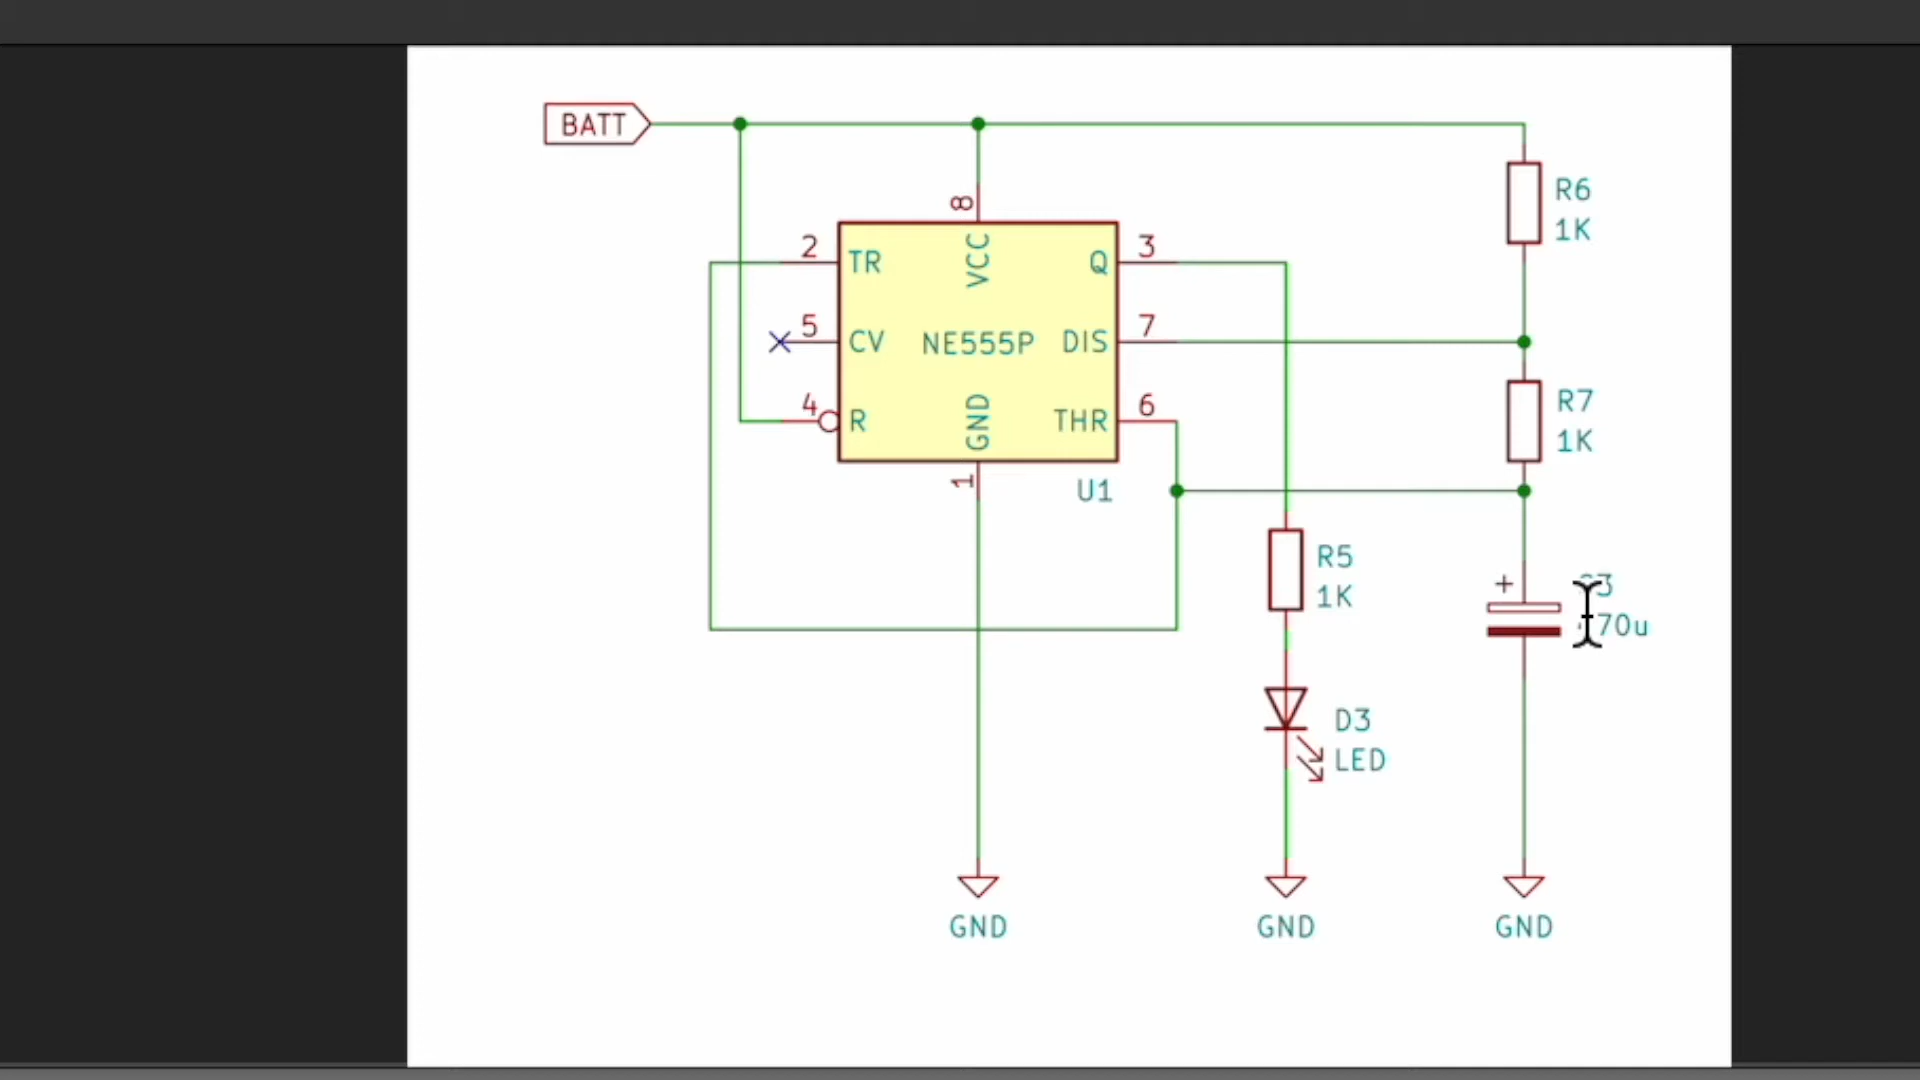 BATT
R6
1K
8
2
TR
VCC
Q
3
5
CV
NE555P
DIS
7
4
R
GND
THR
6
1
U1
R7
1K
R5
1K
D3
LED
GND
GND
GND